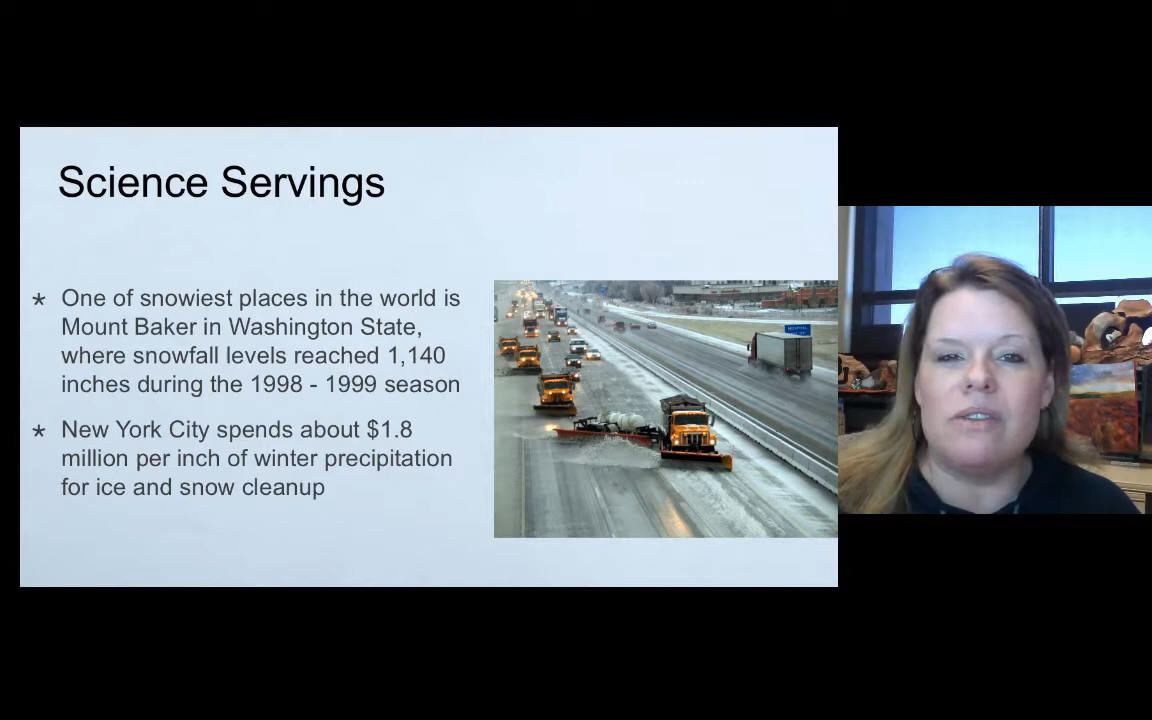 Science Servings
* One of snowiest places in the world is
Mount Baker in Washington State,
where snowfall levels reached 1,140
inches during the 1998 - 1999 season
* New York City spends about $1.8
million per inch of winter precipitation
for ice and snow cleanup
HOSPITAL